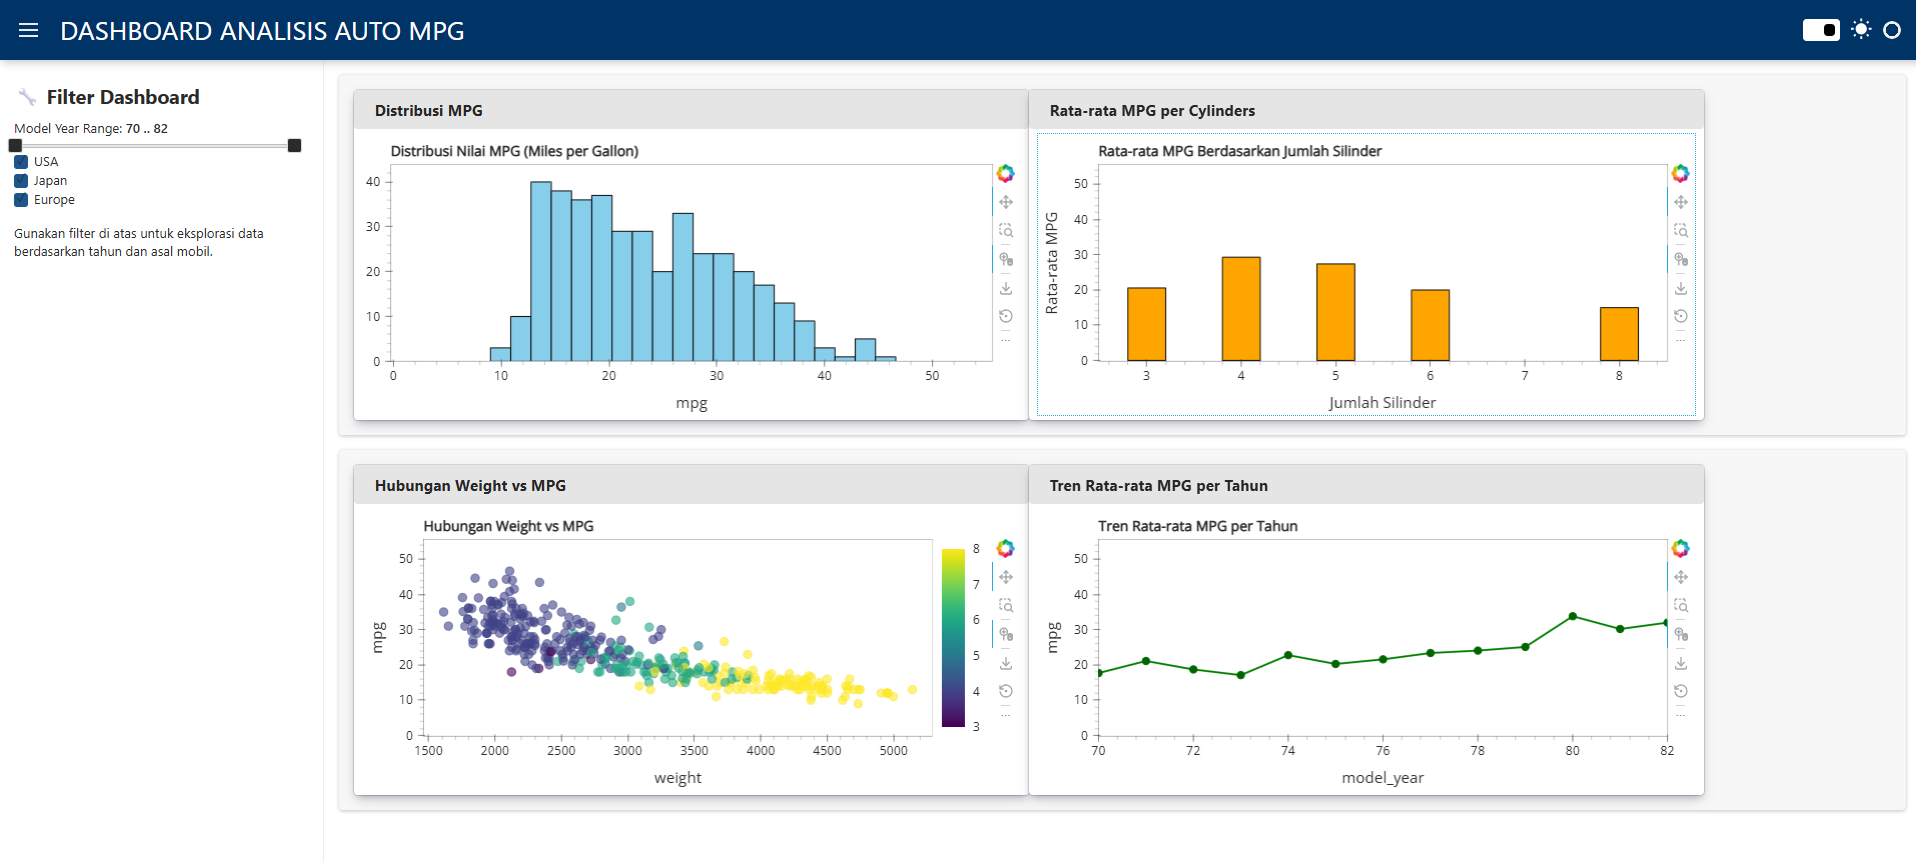 DASHBOARD ANALISIS AUTO MPG
Filter Dashboard
Model Year Range: 70 .. 82
USA
Japan
Europe
Gunakan filter di atas untuk eksplorasi data
berdasarkan tahun dan asal mobil.
Distribusi MPG
Distribusi Nilai MPG (Miles per Gallon)
40
30
20
10
0
0 10 20 30 40 50
mpg
Rata-rata MPG per Cylinders
Rata-rata MPG Berdasarkan Jumlah Silinder
Rata-rata MPG
50
40
30
20
10
0
3 4 5 6 7 8
Jumlah Silinder
Hubungan Weight vs MPG
Hubungan Weight vs MPG
mpg
50
40
30
20
10
0
1500 2000 2500 3000 3500 4000 4500 5000
weight
8
7
6
5
4
3
Tren Rata-rata MPG per Tahun
Tren Rata-rata MPG per Tahun
mpg
50
40
30
20
10
0
70 72 74 76 78 80 82
model_year